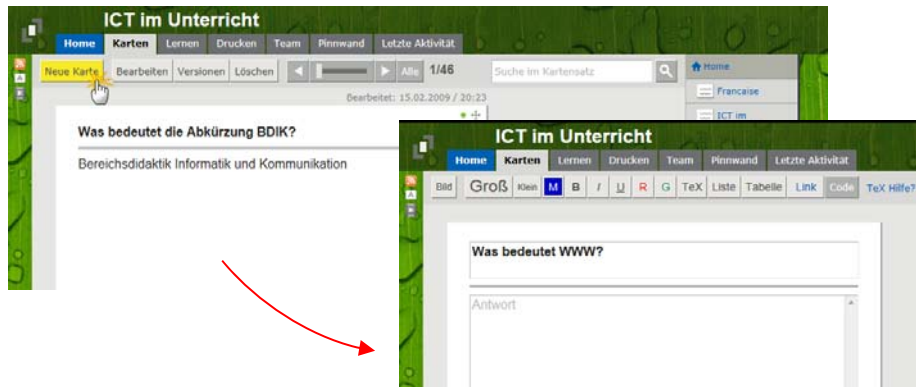 ICT im Unterricht
Home Karten Lernen Drucken Team Pinnwand Letzte Aktivität
Neue Karte Bearbeiten Versionen Löschen Alle 1/46 Suche im Kartensatz Home
Bearbeitet: 15.02.2009 / 20:23 Francaise
ICT im
Was bedeutet die Abkürzung BDIK?
Bereichsdidaktik Informatik und Kommunikation
ICT im Unterricht
Home Karten Lernen Drucken Team Pinnwand Letzte Aktivität
Bild Groß Klein M B I U R G TeX Liste Tabelle Link Code TeX Hilfe?
Was bedeutet WWW?
Antwort